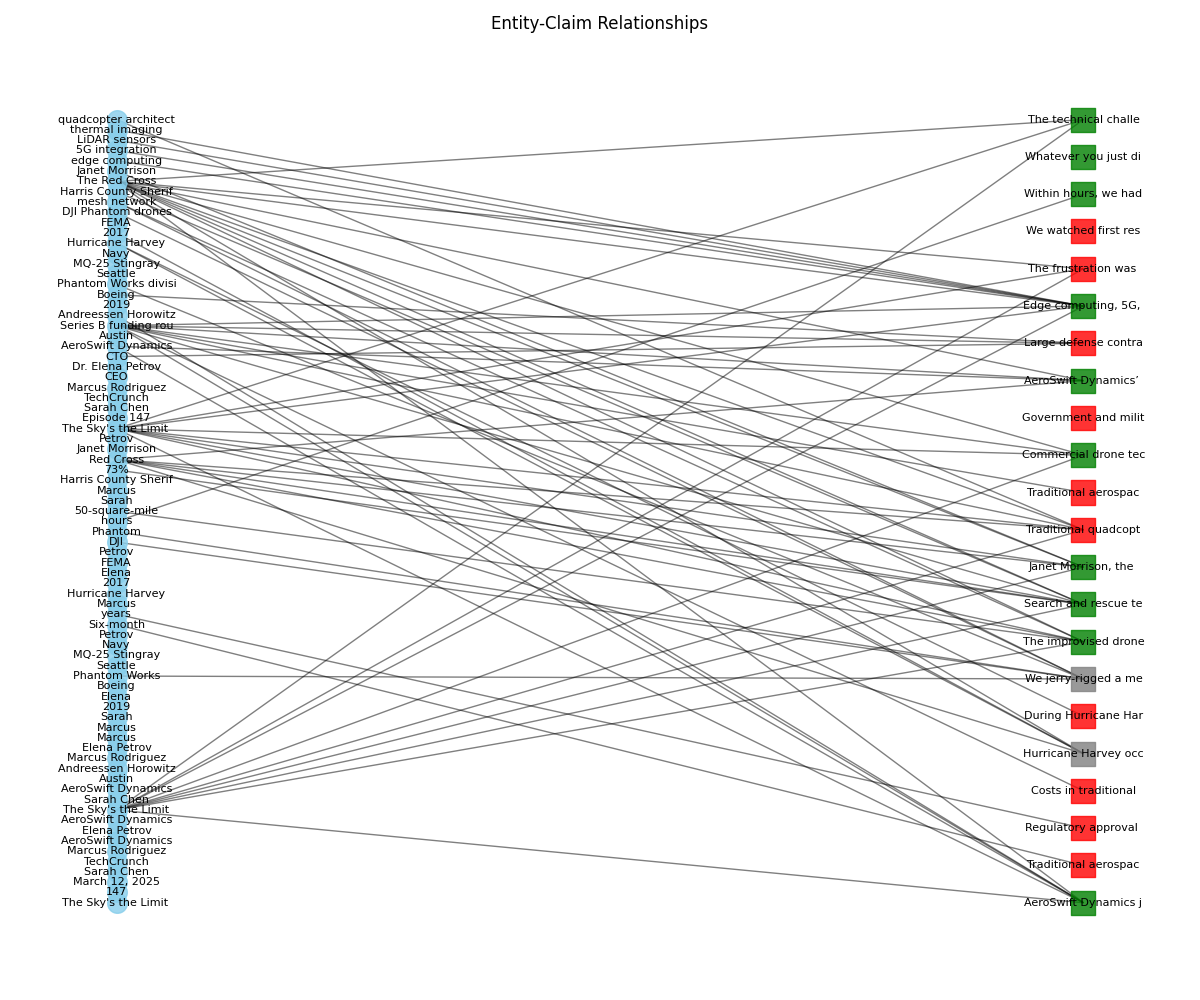 Entity-Claim Relationships
quadcopter architect
thermal imaging
LiDAR sensors
5G integration
edge computing
Janet Morrison
The Red Cross
Harris County Sherif
mesh network
DJI Phantom drones
FEMA
2017
Hurricane Harvey
Navy
MQ-25 Stingray
Seattle
Phantom Works divisi
Boeing
2019
Andreessen Horowitz
Series B funding rou
Austin
AeroSwift Dynamics
CTO
Dr. Elena Petrov
CEO
Marcus Rodriguez
TechCrunch
Sarah Chen
Episode 147
The Sky's the Limit
Petrov
Janet Morrison
Red Cross
73%
Harris County Sherif
Marcus
Sarah
50-square-mile
hours
Phantom
DJI
Petrov
FEMA
Elena
2017
Hurricane Harvey
Marcus
years
Six-month
Petrov
Navy
MQ-25 Stingray
Seattle
Phantom Works
Boeing
Elena
2019
Sarah
Marcus
Marcus
Elena Petrov
Marcus Rodriguez
Andreessen Horowitz
Austin
AeroSwift Dynamics
Sarah Chen
The Sky's the Limit
AeroSwift Dynamics
Elena Petrov
AeroSwift Dynamics
Marcus Rodriguez
TechCrunch
Sarah Chen
March 12, 2025
147
The Sky's the Limit
The technical challe
Whatever you just di
Within hours, we had
We watched first res
The frustration was
Edge computing, 5G,
Large defense contra
AeroSwift Dynamics’
Government and milit
Commercial drone tec
Traditional aerospac
Traditional quadcopt
Janet Morrison, the
Search and rescue te
The improvised drone
We jerry-rigged a me
During Hurricane Har
Hurricane Harvey occ
Costs in traditional
Regulatory approval
Traditional aerospac
AeroSwift Dynamics j